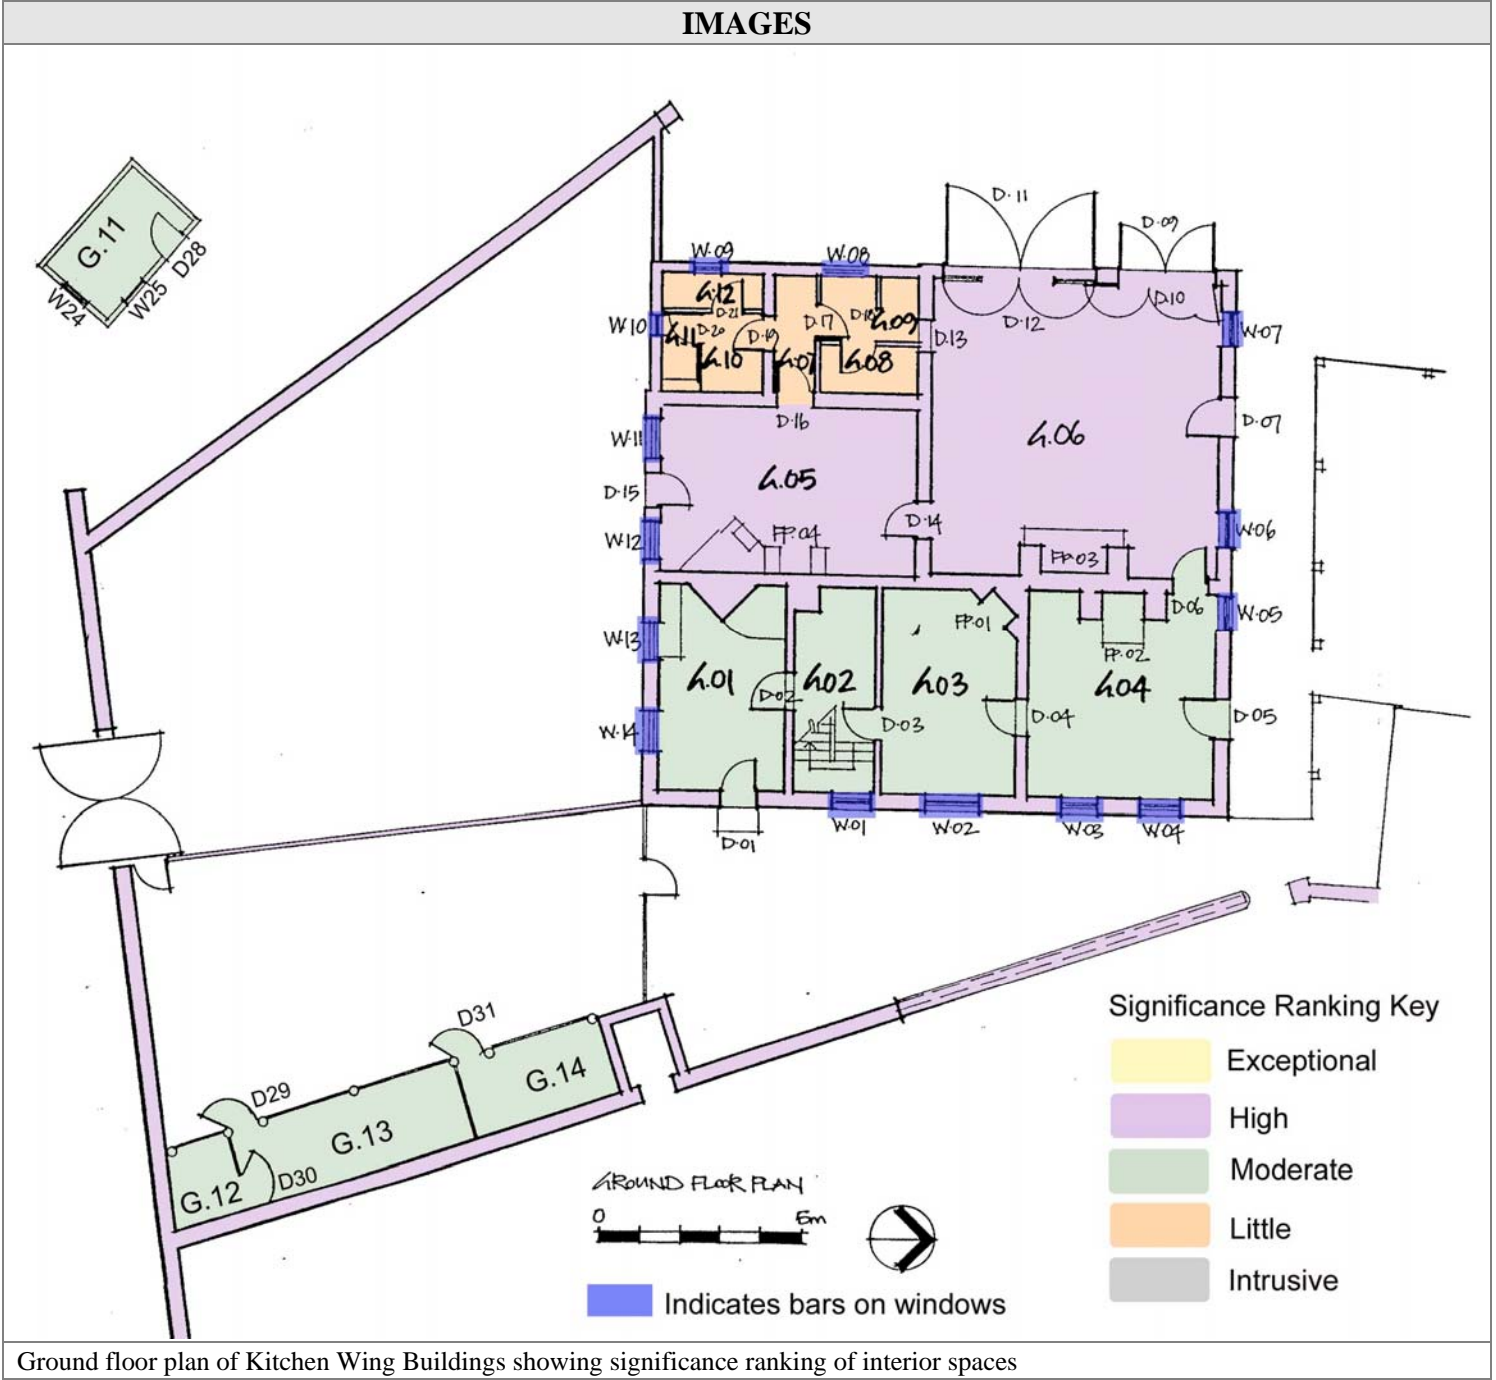 IMAGES
D·11
D·09
W·09
W·08
G.11
D28
W25
W24
G.12
D·21
G.09
D·18
D·17
D·10
W·10
G.11
D·20
D·19
D·12
D·13
W·07
G.10
G.07
G.08
D·16
D·07
W·11
G.06
G.05
D·15
D·14
W·12
FP·04
W·06
FP·03
D·06
W·05
FP·01
W·13
FP·02
G.01
D·02
G.02
G.03
G.04
W·14
D·03
D·04
D·05
D·01
W·01
W·02
W·03
W·04
D31
D29
G.14
G.13
D30
G.12
Significance Ranking Key
Exceptional
High
Moderate
Little
Intrusive
GROUND FLOOR PLAN
0 5m
Indicates bars on windows
Ground floor plan of Kitchen Wing Buildings showing significance ranking of interior spaces